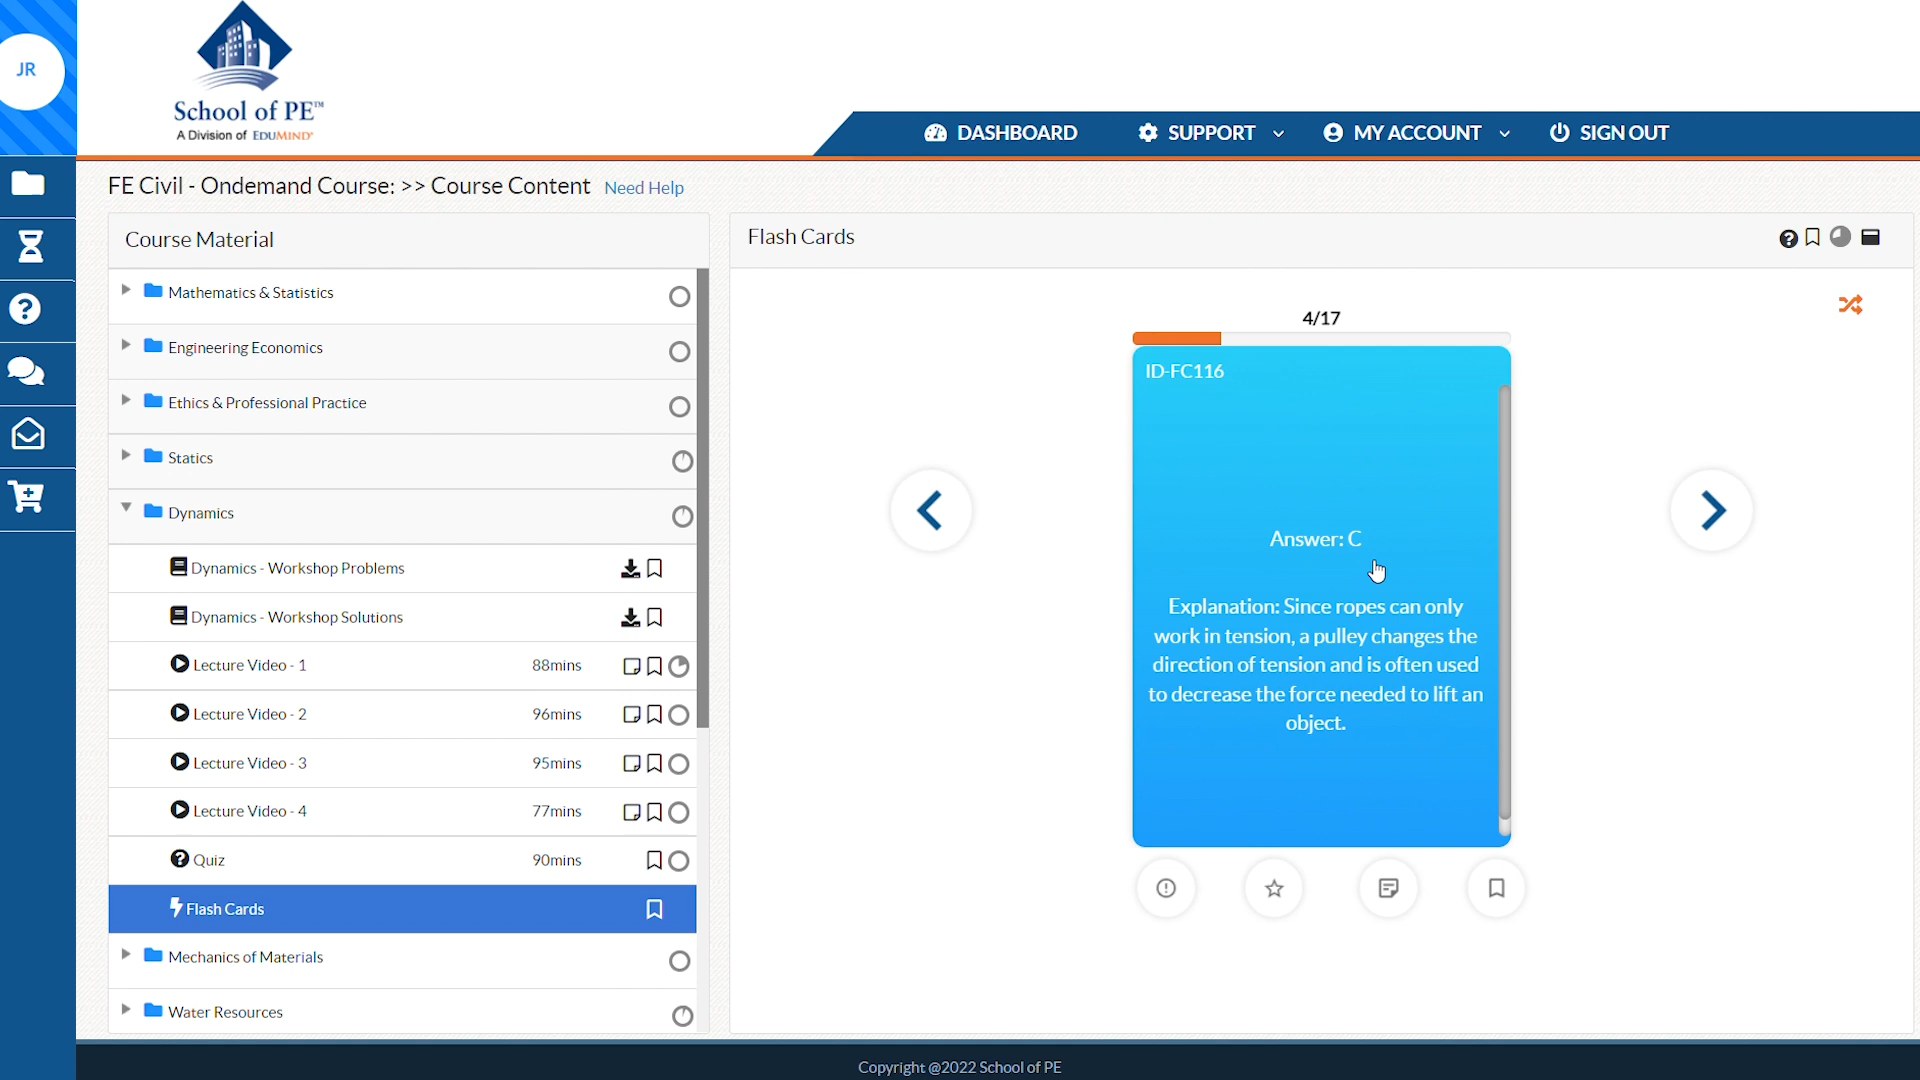 JR
School of PE™
A Division of EDUMIND
DASHBOARD
SUPPORT
MY ACCOUNT
SIGN OUT
FE Civil - Ondemand Course: >> Course Content Need Help
Course Material
Mathematics & Statistics
Engineering Economics
Ethics & Professional Practice
Statics
Dynamics
Dynamics - Workshop Problems
Dynamics - Workshop Solutions
Lecture Video - 1 88mins
Lecture Video - 2 96mins
Lecture Video - 3 95mins
Lecture Video - 4 77mins
Quiz 90mins
Flash Cards
Mechanics of Materials
Water Resources
Flash Cards
4/17
ID-FC116
Answer: C
Explanation: Since ropes can only
work in tension, a pulley changes the
direction of tension and is often used
to decrease the force needed to lift an
object.
Copyright @2022 School of PE